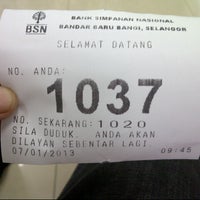 BSN
BANK SIMPANAN NASIONAL
BANDAR BARU BANGI, SELANGOR
SELAMAT DATANG
NO. ANDA:
1037
NO. SEKARANG: 1020
SILA DUDUK. ANDA AKAN
DILAYAN SEBENTAR LAGI
07/01/2013 09:45